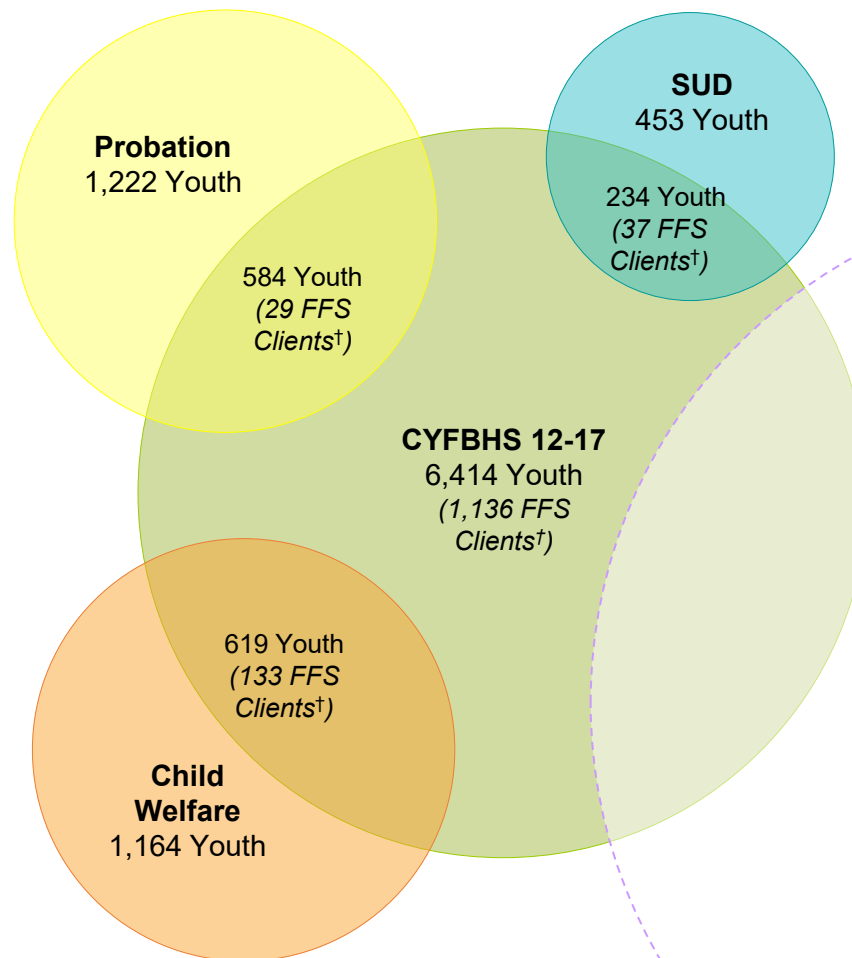 SUD
453 Youth
Probation
1,222 Youth
234 Youth
(37 FFS
Clients†)
584 Youth
(29 FFS
Clients†)
CYFBHS 12-17
6,414 Youth
(1,136 FFS
Clients†)
619 Youth
(133 FFS
Clients†)
Child
Welfare
1,164 Youth